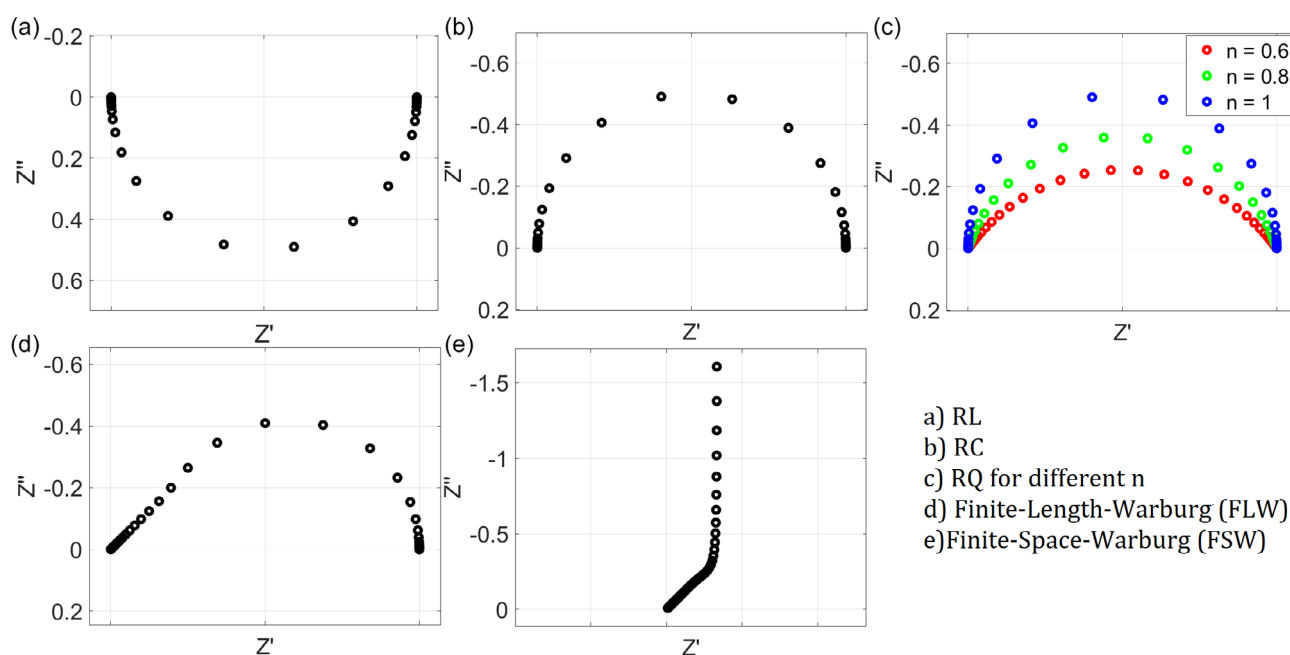 (a)
-0.2
0
0.2
0.4
0.6
Z''
Z'
(b)
-0.6
-0.4
-0.2
0
0.2
Z''
Z'
(c)
-0.6
-0.4
-0.2
0
0.2
Z''
Z'
n = 0.6
n = 0.8
n = 1
(d)
-0.6
-0.4
-0.2
0
0.2
Z''
Z'
(e)
-1.5
-1
-0.5
0
Z''
Z'
a) RL
b) RC
c) RQ for different n
d) Finite-Length-Warburg (FLW)
e)Finite-Space-Warburg (FSW)